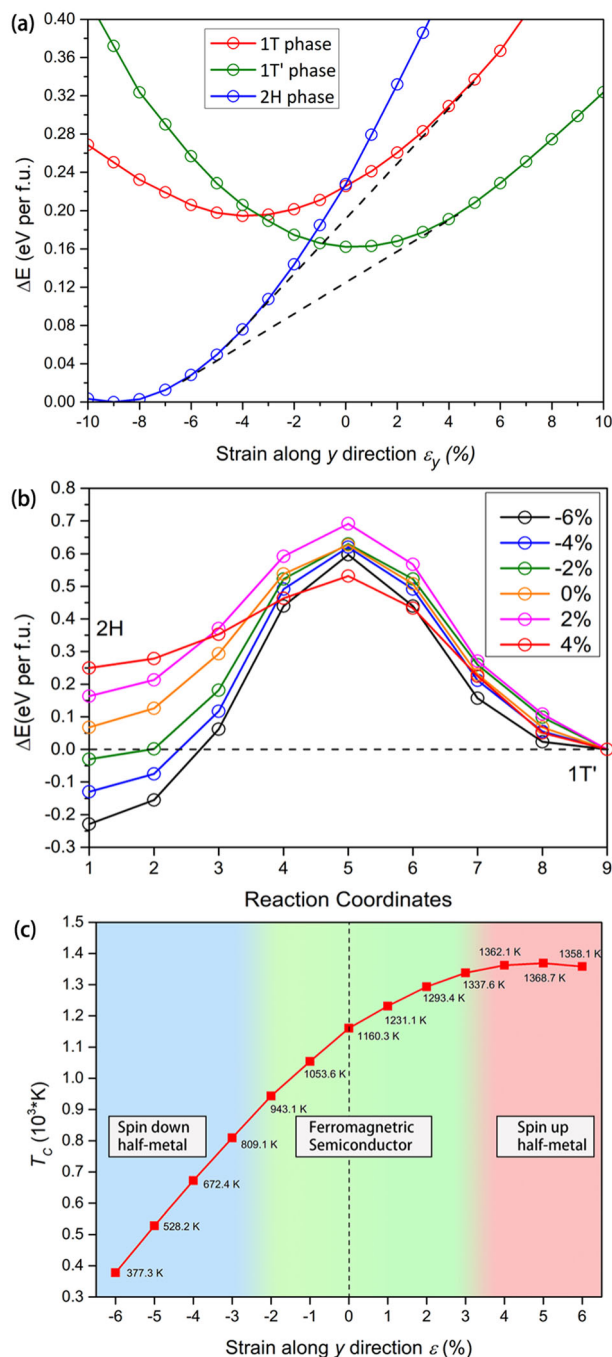 (a)
0.40
0.36
0.32
0.28
0.24
0.20
0.16
0.12
0.08
0.04
0.00
ΔE (eV per f.u.)
1T phase
1T' phase
2H phase
-10 -8 -6 -4 -2 0 2 4 6 8 10
Strain along y direction εy (%)
(b)
0.8
0.7
0.6
0.5
0.4
0.3
0.2
0.1
0.0
-0.1
-0.2
-0.3
ΔE(eV per f.u.)
-6%
-4%
-2%
0%
2%
4%
2H
1T'
1 2 3 4 5 6 7 8 9
Reaction Coordinates
(c)
1.5
1.4
1.3
1.2
1.1
1.0
0.9
0.8
0.7
0.6
0.5
0.4
0.3
Tc (10³*K)
1362.1 K
1358.1 K
1337.6 K
1368.7 K
1293.4 K
1231.1 K
1160.3 K
1053.6 K
943.1 K
809.1 K
672.4 K
528.2 K
377.3 K
Spin down
half-metal
Ferromagnetric
Semiconductor
Spin up
half-metal
-6 -5 -4 -3 -2 -1 0 1 2 3 4 5 6
Strain along y direction ε (%)